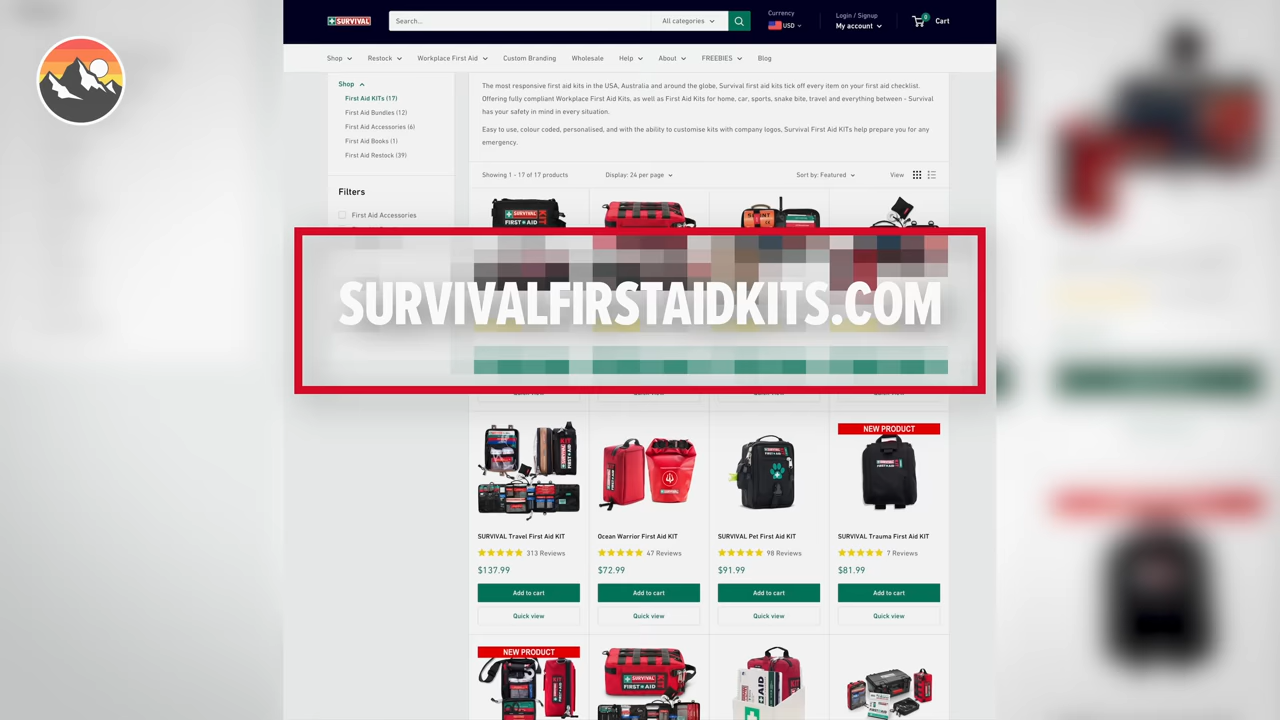 SURVIVAL
Search...
All categories
Currency
USD
Login / Signup
My account
0
Cart
Shop
Restock
Workplace First Aid
Custom Branding
Wholesale
Help
About
FREEBIES
Blog
Shop
First Aid KITs (17)
First Aid Bundles (12)
First Aid Accessories (6)
First Aid Books (1)
First Aid Restock (39)
Filters
First Aid Accessories
The most responsive first aid kits in the USA, Australia and around the globe, Survival first aid kits tick off every item on your first aid checklist.
Offering fully compliant Workplace First Aid Kits, as well as First Aid Kits for home, car, sports, snake bite, travel and everything between - Survival
has your safety in mind in every situation.
Easy to use, colour coded, personalised, and with the ability to customise kits with company logos, Survival First Aid KITs help prepare you for any
emergency.
Showing 1 - 17 of 17 products
Display: 24 per page
Sort by: Featured
View
SURVIVAL
FIRST AID
KIT
SURVIVALFIRSTAIDKITS.COM
NEW PRODUCT
SURVIVAL Travel First Aid KIT
Ocean Warrior First Aid KIT
SURVIVAL Pet First Aid KIT
SURVIVAL Trauma First Aid KIT
313 Reviews
47 Reviews
98 Reviews
7 Reviews
$137.99
$72.99
$91.99
$81.99
Add to cart
Add to cart
Add to cart
Add to cart
Quick view
Quick view
Quick view
Quick view
NEW PRODUCT
SURVIVAL
FIRST AID